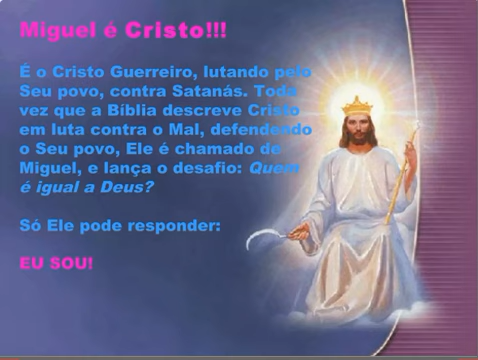 Miguel é Cristo!!!
É o Cristo Guerreiro, lutando pelo
Seu povo, contra Satanás. Toda
vez que a Bíblia descreve Cristo
em luta contra o Mal, defendendo
o Seu povo, Ele é chamado de
Miguel, e lança o desafio: Quem
é igual a Deus?
Só Ele pode responder:
EU SOU!